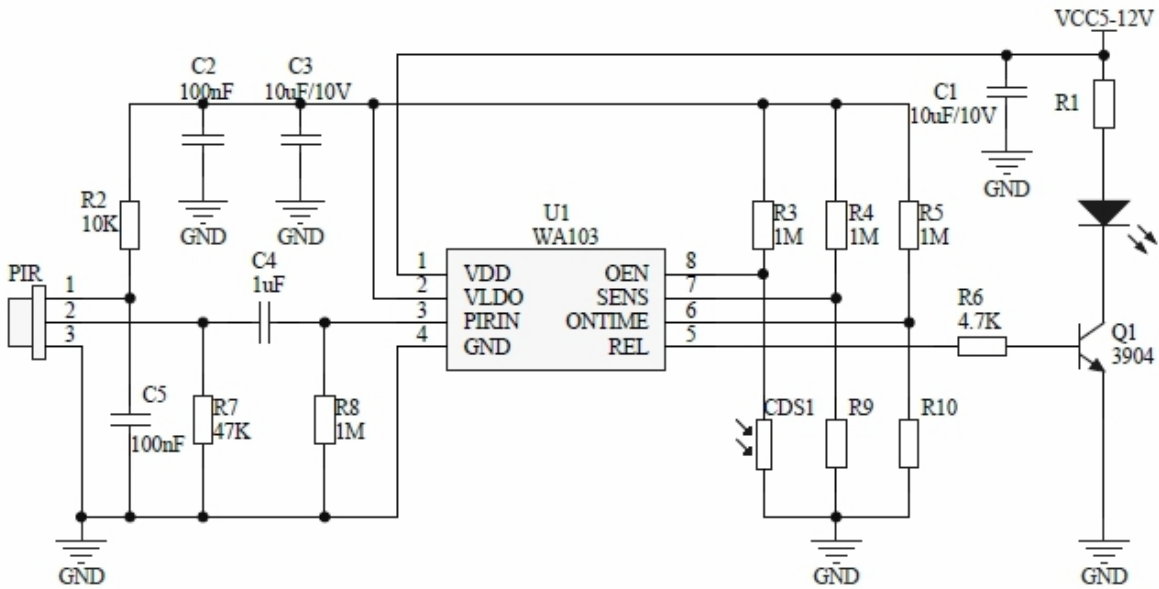 VCC5-12V
C2
100nF
C3
10uF/10V
C1
10uF/10V
R1
GND
R2
10K
GND
GND
U1
WA103
R3
1M
R4
1M
R5
1M
PIR
1
2
3
C4
1uF
1
2
3
4
VDD
VLDO
PIRIN
GND
OEN
SENS
ONTIME
REL
8
7
6
5
R6
4.7K
Q1
3904
C5
100nF
R7
47K
R8
1M
CDS1
R9
R10
GND
GND
GND